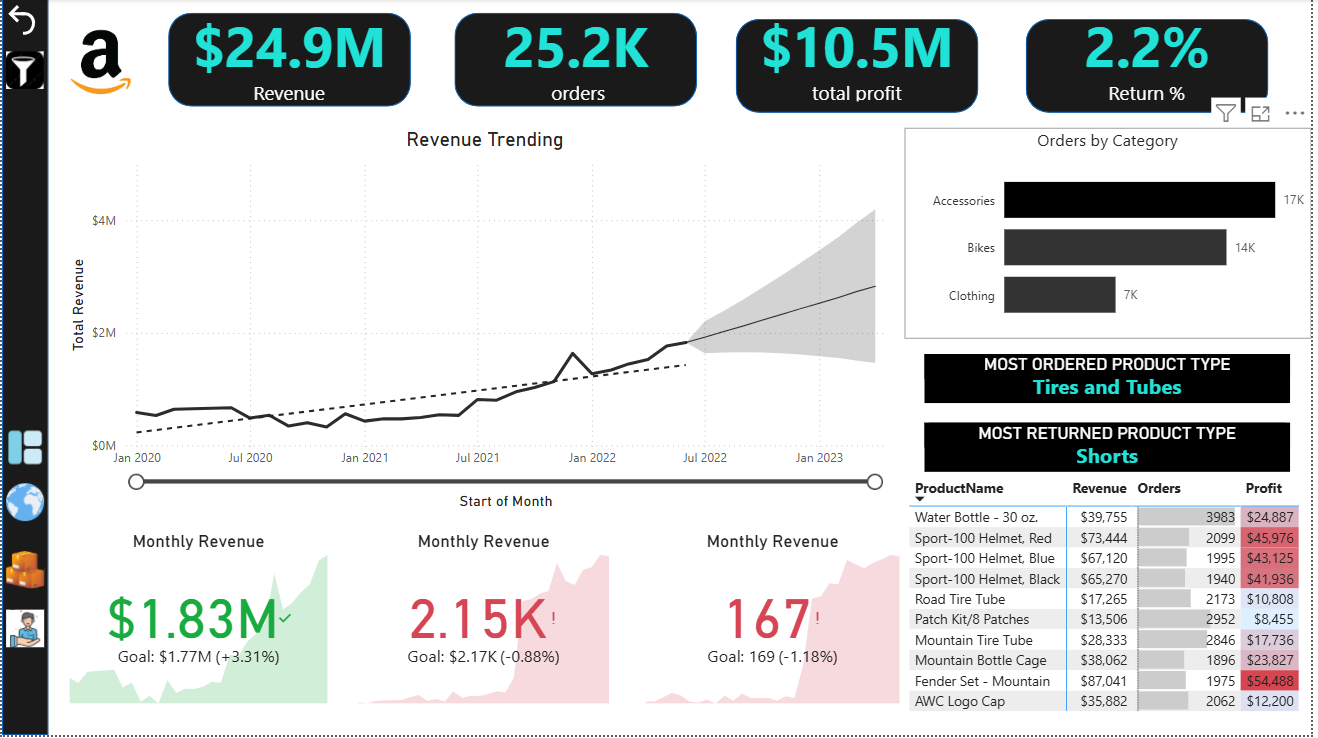 a
$24.9M
Revenue
25.2K
orders
$10.5M
total profit
2.2%
Return %
Revenue Trending
Total Revenue
$4M
$2M
$0M
Jan 2020 Jul 2020 Jan 2021 Jul 2021 Jan 2022 Jul 2022 Jan 2023
Start of Month
Orders by Category
Accessories 17K
Bikes 14K
Clothing 7K
MOST ORDERED PRODUCT TYPE
Tires and Tubes
MOST RETURNED PRODUCT TYPE
Shorts
Monthly Revenue
$1.83M
Goal: $1.77M (+3.31%)
Monthly Revenue
2.15K!
Goal: $2.17K (-0.88%)
Monthly Revenue
167!
Goal: 169 (-1.18%)
ProductName Revenue Orders Profit
Water Bottle - 30 oz. $39,755 3983 $24,887
Sport-100 Helmet, Red $73,444 2099 $45,976
Sport-100 Helmet, Blue $67,120 1995 $43,125
Sport-100 Helmet, Black $65,270 1940 $41,936
Road Tire Tube $17,265 2173 $10,808
Patch Kit/8 Patches $13,506 2952 $8,455
Mountain Tire Tube $28,333 2846 $17,736
Mountain Bottle Cage $38,062 1896 $23,827
Fender Set - Mountain $87,041 1975 $54,488
AWC Logo Cap $35,882 2062 $12,200